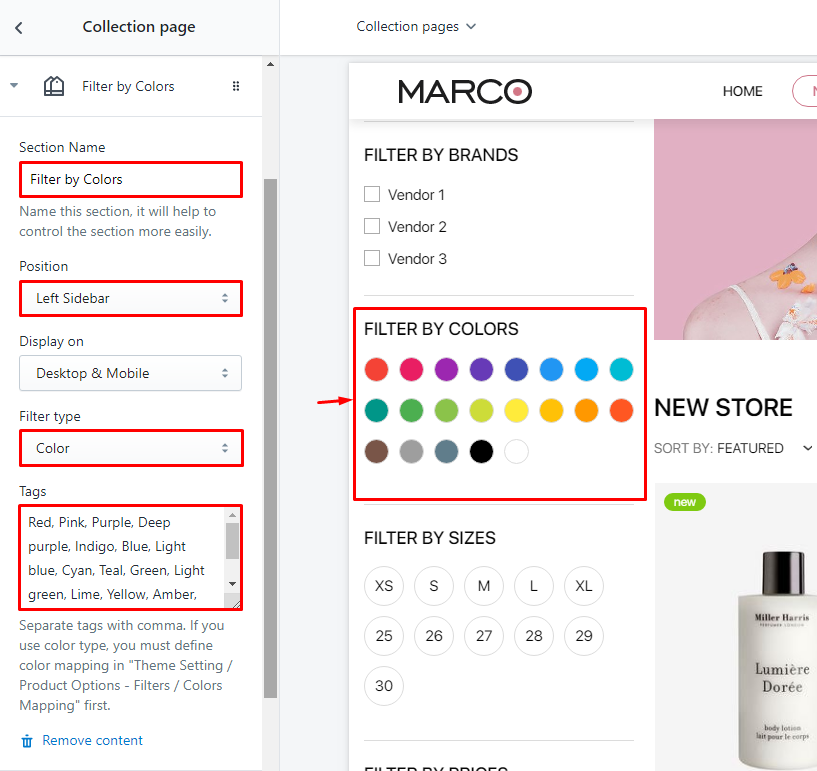 Collection page
Filter by Colors
Section Name
Filter by Colors
Name this section, it will help to
control the section more easily.
Position
Left Sidebar
Display on
Desktop & Mobile
Filter type
Color
Tags
Red, Pink, Purple, Deep
purple, Indigo, Blue, Light
blue, Cyan, Teal, Green, Light
green, Lime, Yellow, Amber,
Separate tags with comma. If you
use color type, you must define
color mapping in "Theme Setting /
Product Options - Filters / Colors
Mapping" first.
Remove content
Collection pages
MARCO
HOME
N
FILTER BY BRANDS
Vendor 1
Vendor 2
Vendor 3
FILTER BY COLORS
FILTER BY SIZES
XS S M L XL
25 26 27 28 29
30
FILTER BY PRICES
NEW STORE
SORT BY: FEATURED
new
Miller Harris
PERFUMER LONDON
Lumière
Dorée
body lotion
lait pour le corps